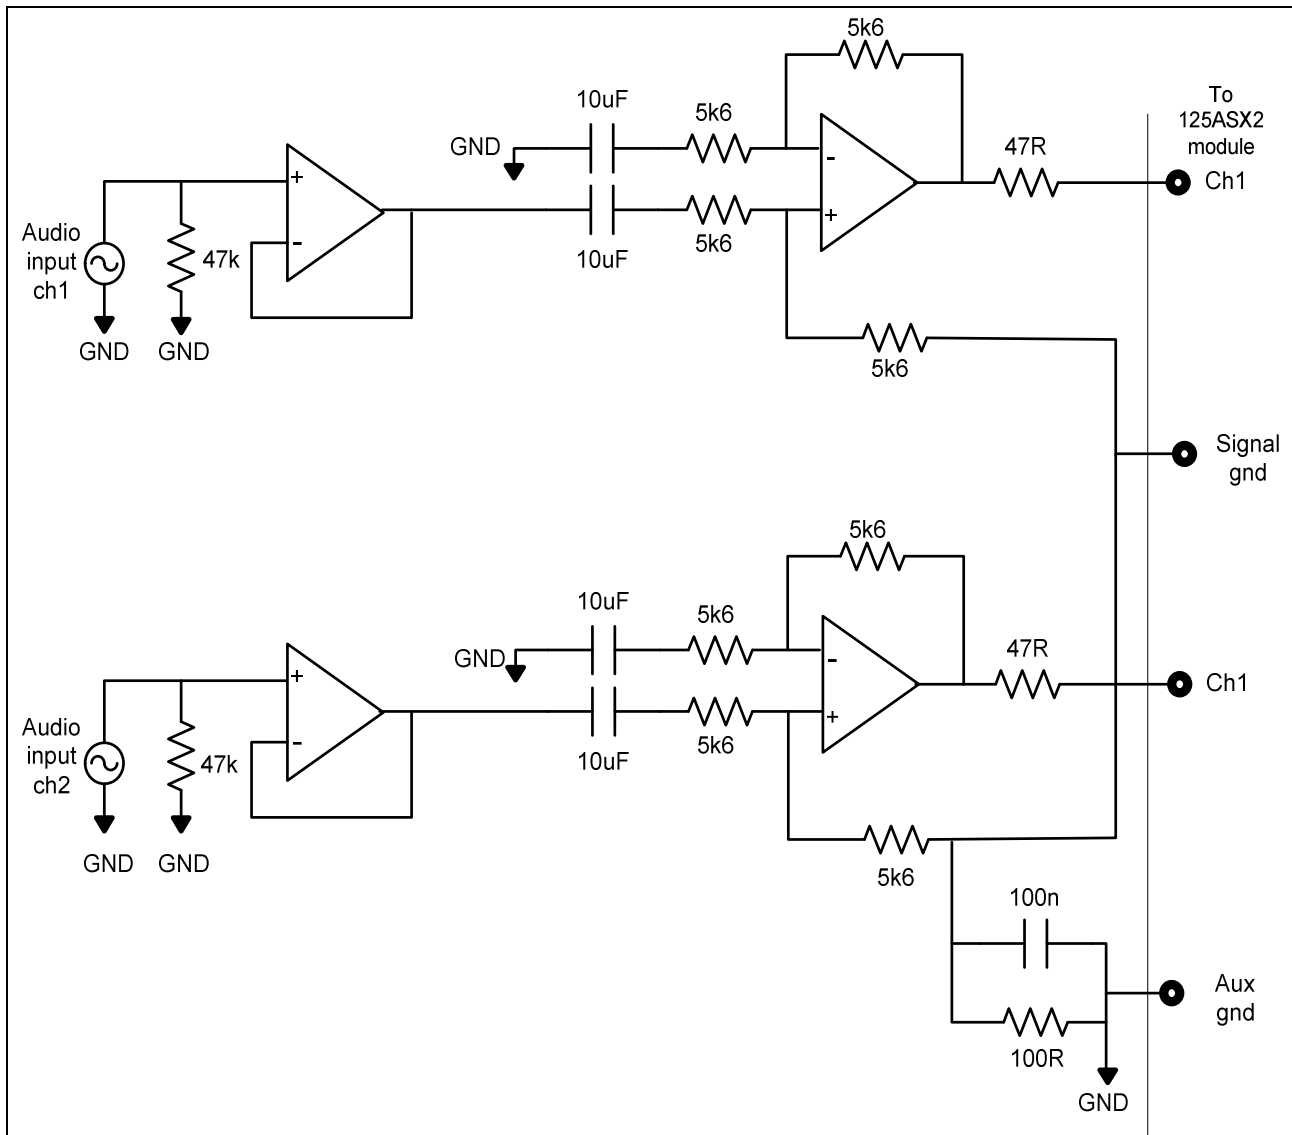 5k6
To
125ASX2
module
10uF
5k6
GND
-
47R
Ch1
+
+
Audio
input
ch1
47k
-
10uF
5k6
GND
GND
5k6
Signal
gnd
5k6
10uF
5k6
GND
-
47R
Ch1
+
+
Audio
input
ch2
47k
-
10uF
5k6
GND
GND
5k6
100n
Aux
gnd
100R
GND